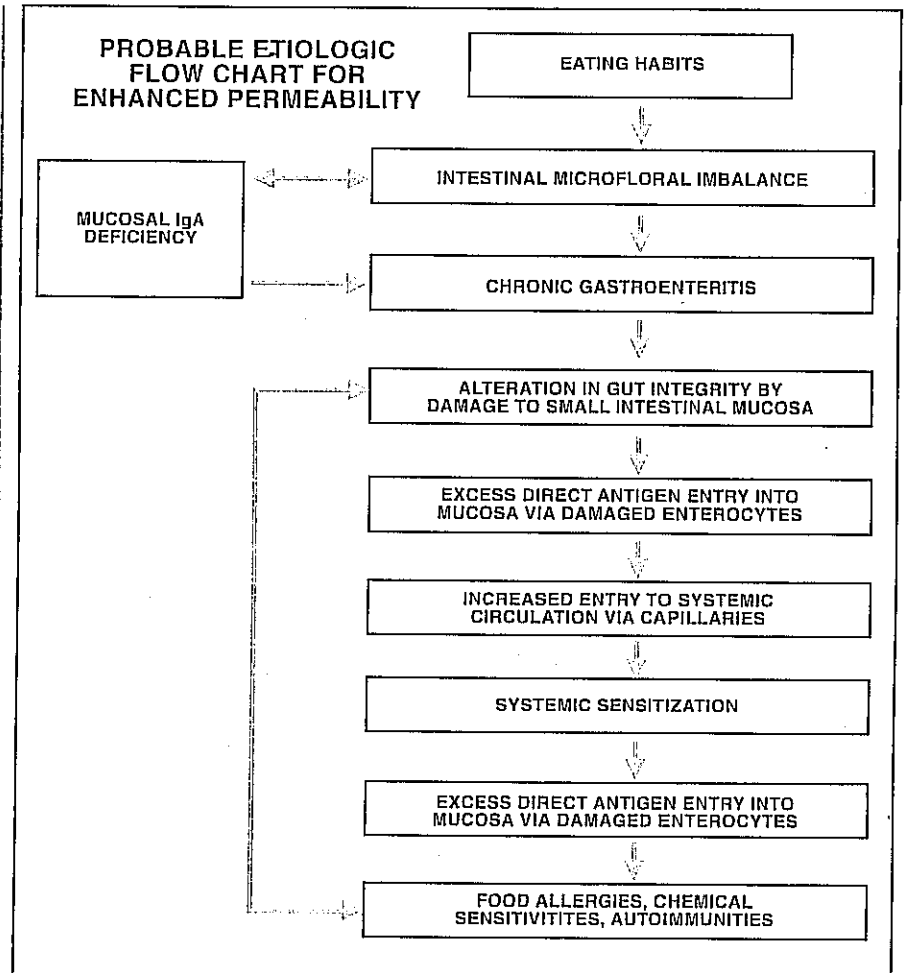 PROBABLE ETIOLOGIC
FLOW CHART FOR
ENHANCED PERMEABILITY
EATING HABITS
INTESTINAL MICROFLORAL IMBALANCE
MUCOSAL IgA
DEFICIENCY
CHRONIC GASTROENTERITIS
ALTERATION IN GUT INTEGRITY BY
DAMAGE TO SMALL INTESTINAL MUCOSA
EXCESS DIRECT ANTIGEN ENTRY INTO
MUCOSA VIA DAMAGED ENTEROCYTES
INCREASED ENTRY TO SYSTEMIC
CIRCULATION VIA CAPILLARIES
SYSTEMIC SENSITIZATION
EXCESS DIRECT ANTIGEN ENTRY INTO
MUCOSA VIA DAMAGED ENTEROCYTES
FOOD ALLERGIES, CHEMICAL
SENSITIVITITES, AUTOIMMUNITIES